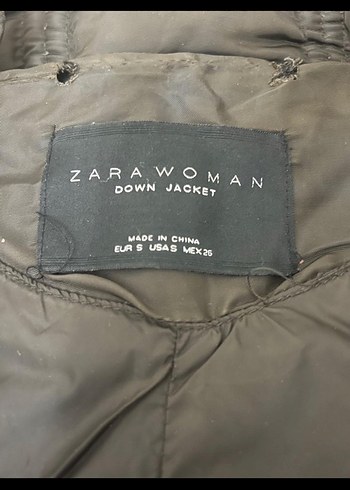 ZARA WOMAN
DOWN JACKET
MADE IN CHINA
EUR S USA S MEX 26